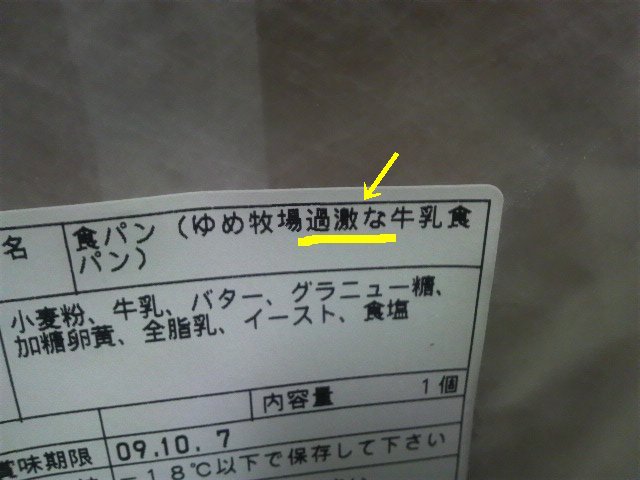 名 食パン(ゆめ牧場過激な牛乳食
パン)
小麦粉、牛乳、バター、グラニュー糖、
加糖卵黄、全脂乳、イースト、食塩
内容量 1個
賞味期限 09.10.7
-18℃以下で保存して下さい